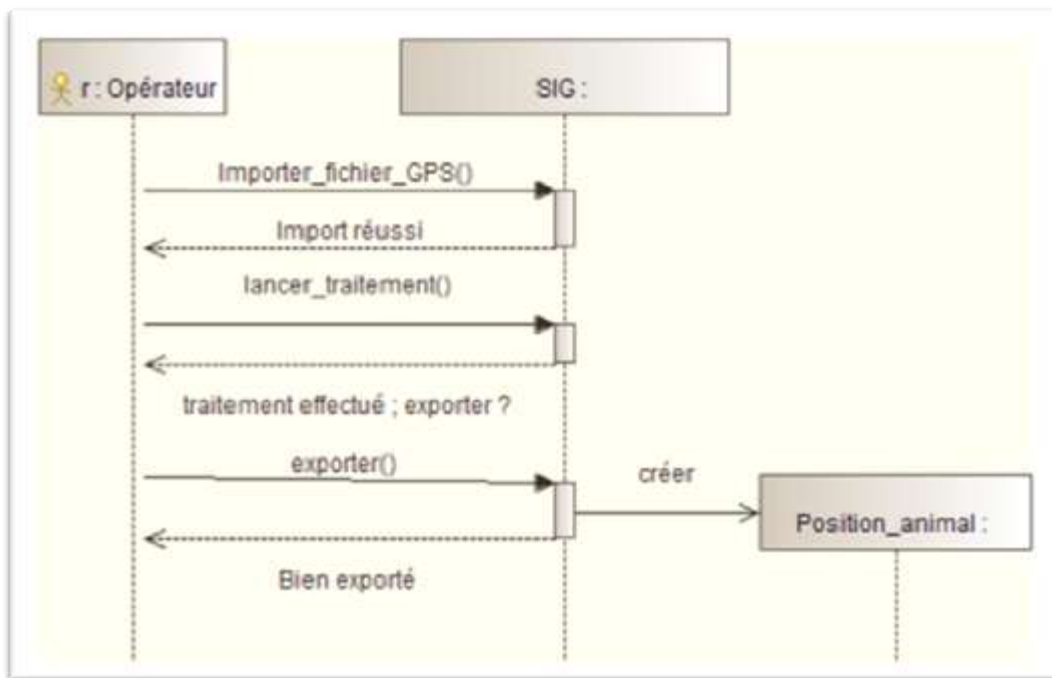 r : Opérateur
SIG :
Importer_fichier_GPS()
Import réussi
lancer_traitement()
traitement effectué ; exporter ?
exporter()
créer
Position_animal :
Bien exporté